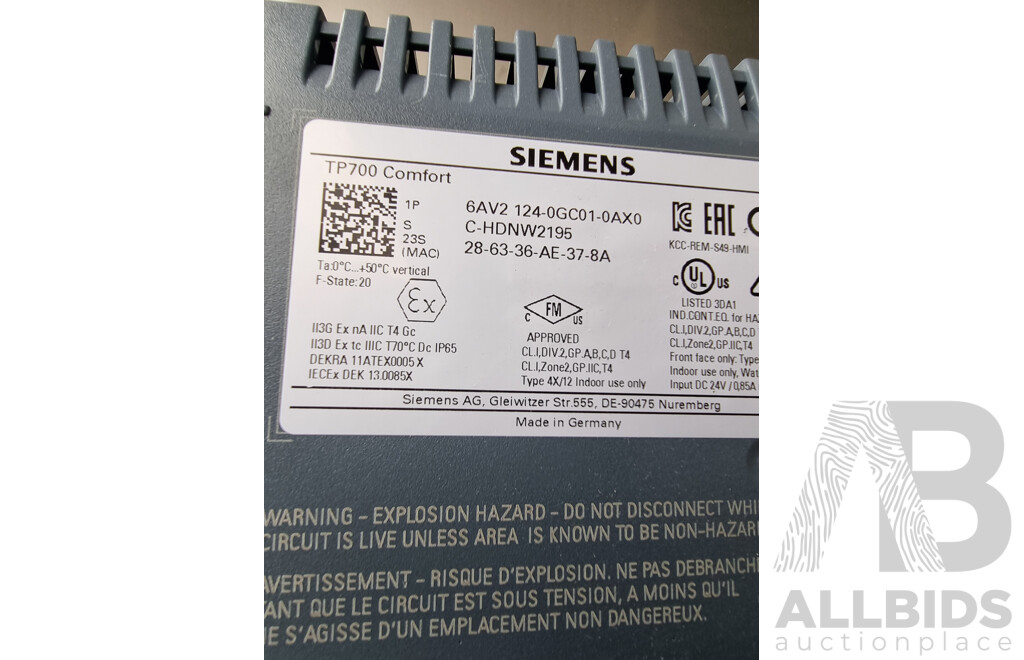 SIEMENS
TP700 Comfort
1P 6AV2 124-0GC01-0AX0
S C-HDNW2195
23S
(MAC) 28-63-36-AE-37-8A
Ta:0°C...+50°C vertical
F-State: 20
Ex
II3G Ex nA IIC T4 Gc
II3D Ex tc IIIC T70°C Dc IP65
DEKRA 11ATEX0005 X
IECEx DEK 13.0085X
C FM US
APPROVED
CL.I,DIV.2,GP.A,B,C,D T4
CL.I,Zone2,GP.IIC,T4
Type 4X/12 Indoor use only
EAC
KCC-REM-S49-HMI
C UL US
LISTED 3DA1
IND.CONT.EQ. for HAZ
CL.I,DIV.2,GP.A,B,C,D
CL.I,Zone2,GP.IIC,T4
Front face only: Type
Indoor use only, Wat
Input DC 24V / 0,85A
Siemens AG, Gleiwitzer Str.555, DE-90475 Nuremberg
Made in Germany
WARNING - EXPLOSION HAZARD - DO NOT DISCONNECT WHI
CIRCUIT IS LIVE UNLESS AREA IS KNOWN TO BE NON-HAZAR
AVERTISSEMENT - RISQUE D'EXPLOSION. NE PAS DEBRANCHE
TANT QUE LE CIRCUIT EST SOUS TENSION, A MOINS QU'IL
NE S'AGISSE D'UN EMPLACEMENT NON DANGEREUX.
AB
ALLBIDS
auctionplace